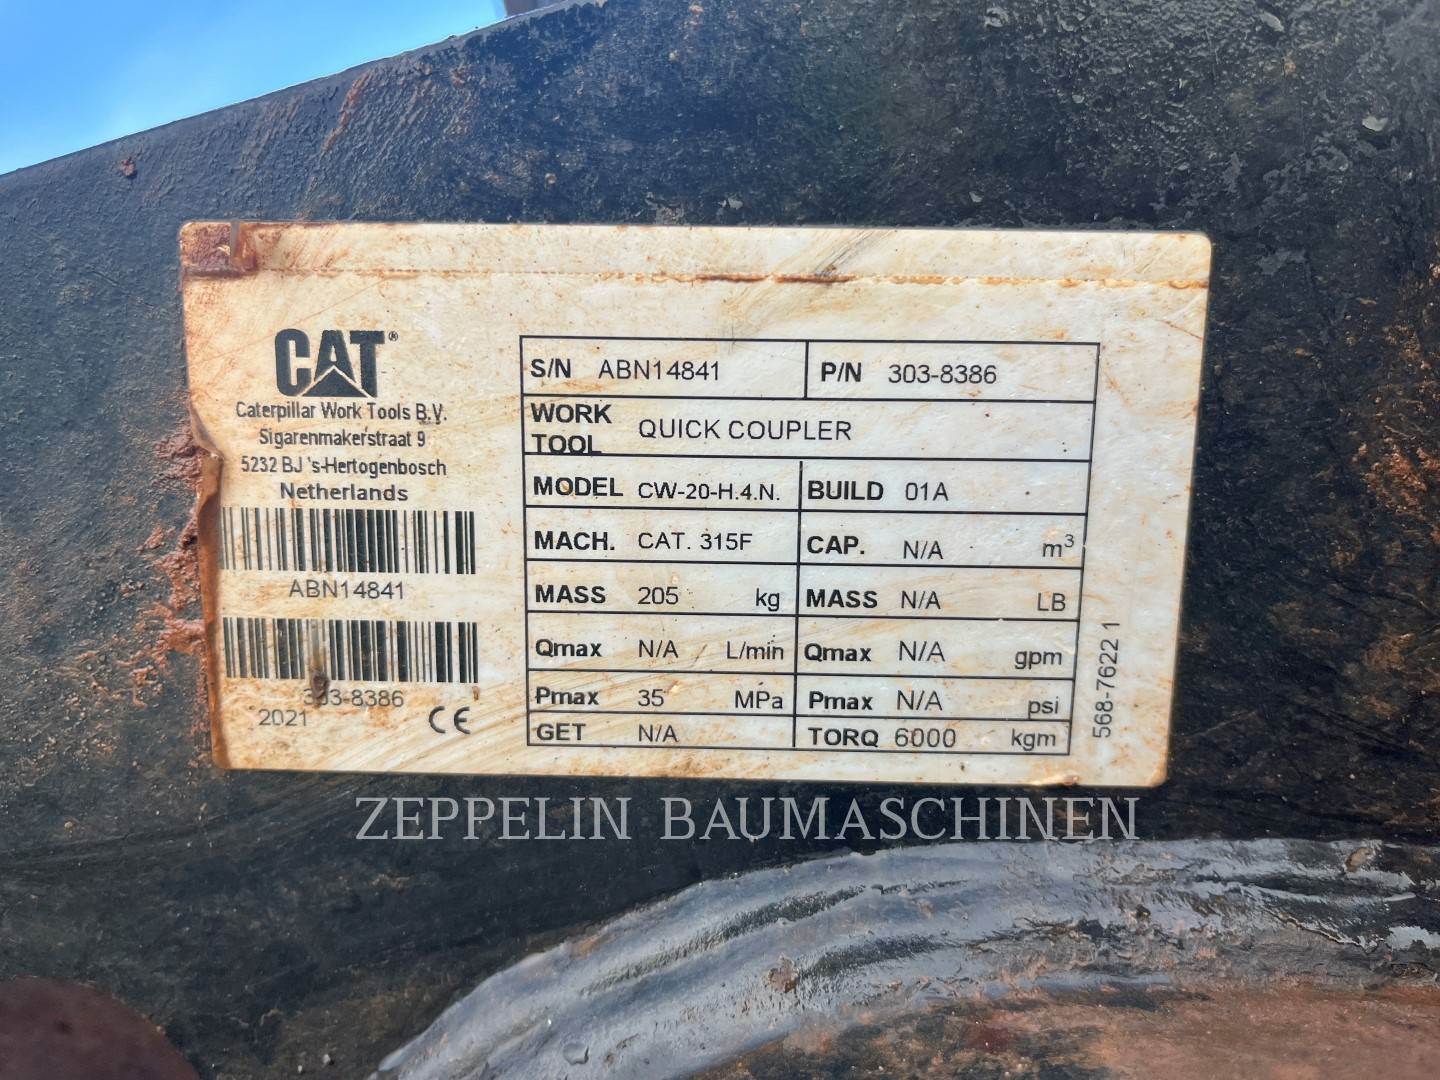 CAT®
Caterpillar Work Tools B.V.
Sigarenmakerstraat 9
5232 BJ 's-Hertogenbosch
Netherlands
ABN14841
303-8386
2021 CE
S/N ABN14841 P/N 303-8386
WORK TOOL QUICK COUPLER
MODEL CW-20-H.4.N. BUILD 01A
MACH. CAT. 315F CAP. N/A m³
MASS 205 kg MASS N/A LB
Qmax N/A L/min Qmax N/A gpm
Pmax 35 MPa Pmax N/A psi
GET N/A TORQ 6000 kgm
568-7622 1
ZEPPELIN BAUMASCHINEN